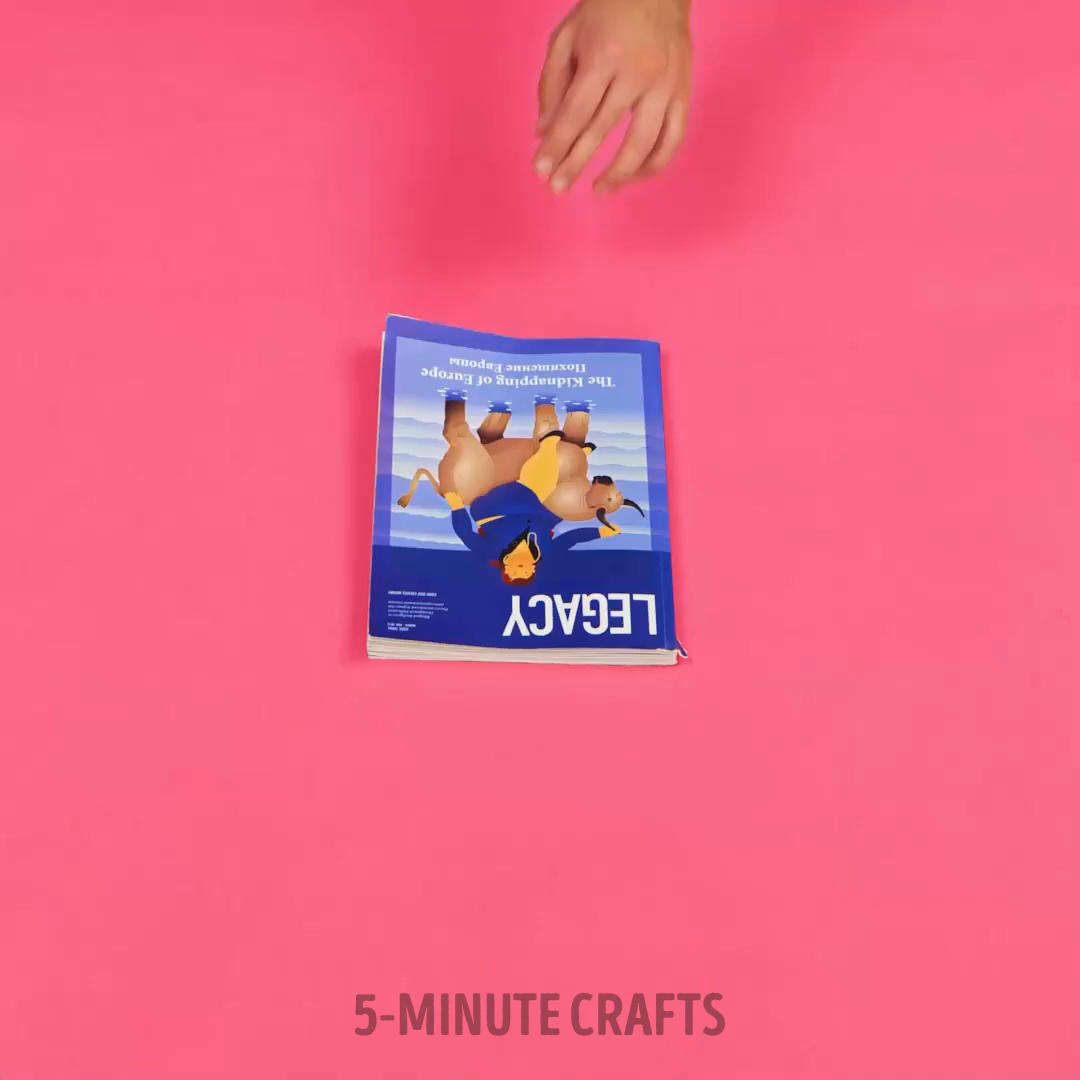 LEGACY
The Kidnapping of Europe
Похищение Европы
5-MINUTE CRAFTS